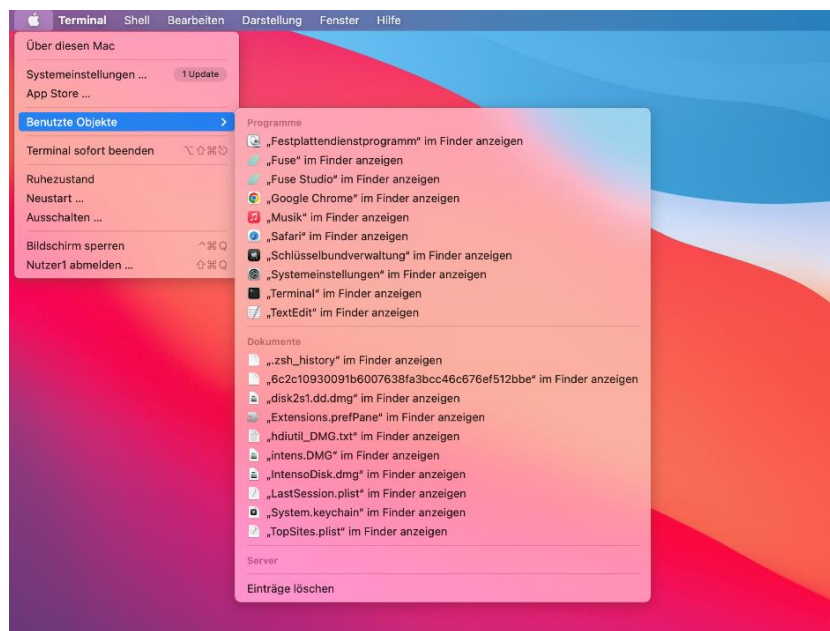 Terminal Shell Bearbeiten Darstellung Fenster Hilfe
Über diesen Mac
Systemeinstellungen ... 1 Update
App Store ...
Benutzte Objekte
Terminal sofort beenden ⌥⇧⌘⎋
Ruhezustand
Neustart ...
Ausschalten ...
Bildschirm sperren ^⌘Q
Nutzer1 abmelden ... ⇧⌘Q
Programme
„Festplattendienstprogramm“ im Finder anzeigen
„Fuse“ im Finder anzeigen
„Fuse Studio“ im Finder anzeigen
„Google Chrome“ im Finder anzeigen
„Musik“ im Finder anzeigen
„Safari“ im Finder anzeigen
„Schlüsselbundverwaltung“ im Finder anzeigen
„Systemeinstellungen“ im Finder anzeigen
„Terminal“ im Finder anzeigen
„TextEdit“ im Finder anzeigen
Dokumente
„.zsh_history“ im Finder anzeigen
„6c2c10930091b6007638fa3bcc46c676ef512bbe“ im Finder anzeigen
„disk2s1.dd.dmg“ im Finder anzeigen
„Extensions.prefPane“ im Finder anzeigen
„hdiutil_DMG.txt“ im Finder anzeigen
„intens.DMG“ im Finder anzeigen
„IntensoDisk.dmg“ im Finder anzeigen
„LastSession.plist“ im Finder anzeigen
„System.keychain“ im Finder anzeigen
„TopSites.plist“ im Finder anzeigen
Server
Einträge löschen